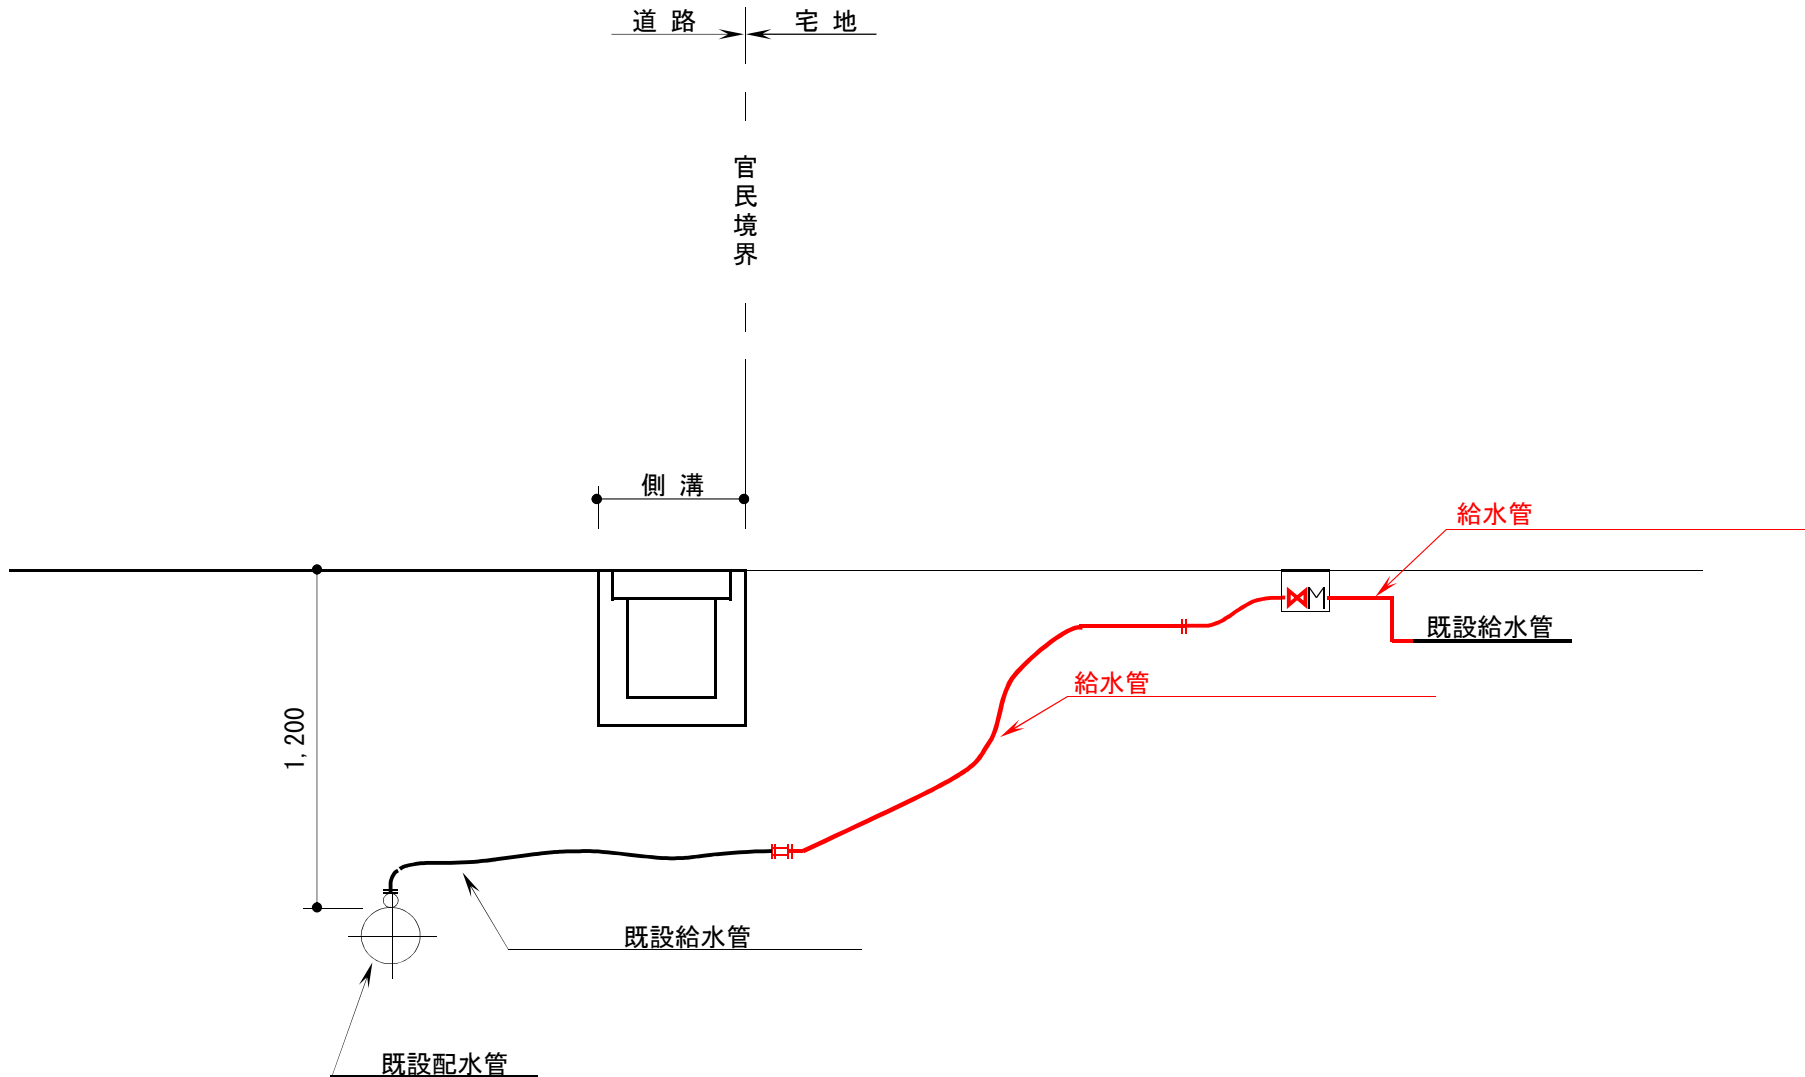 道 路
宅 地
官民境界
側 溝
給水管
既設給水管
給水管
1,200
既設給水管
既設配水管
M